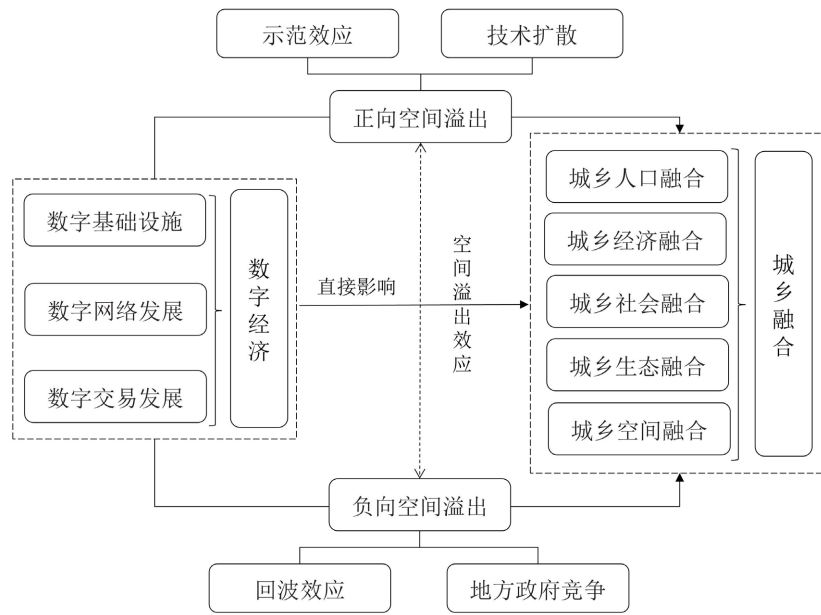 示范效应
技术扩散
正向空间溢出
数字基础设施
数字网络发展
数字交易发展
数字经济
直接影响
空间溢出效应
城乡人口融合
城乡经济融合
城乡社会融合
城乡生态融合
城乡空间融合
城乡融合
负向空间溢出
回波效应
地方政府竞争